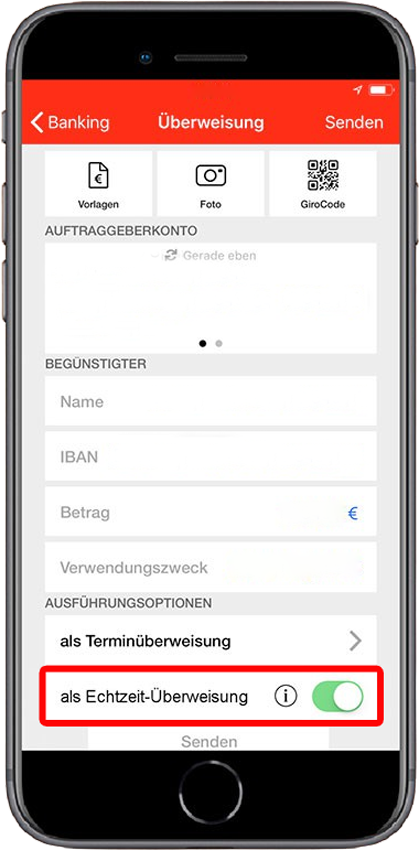 Banking Überweisung Senden
Vorlagen Foto GiroCode
AUFTRAGGEBERKONTO
Gerade eben
BEGÜNSTIGTER
Name
IBAN
Betrag €
Verwendungszweck
AUSFÜHRUNGSOPTIONEN
als Terminüberweisung
als Echtzeit-Überweisung i
Senden